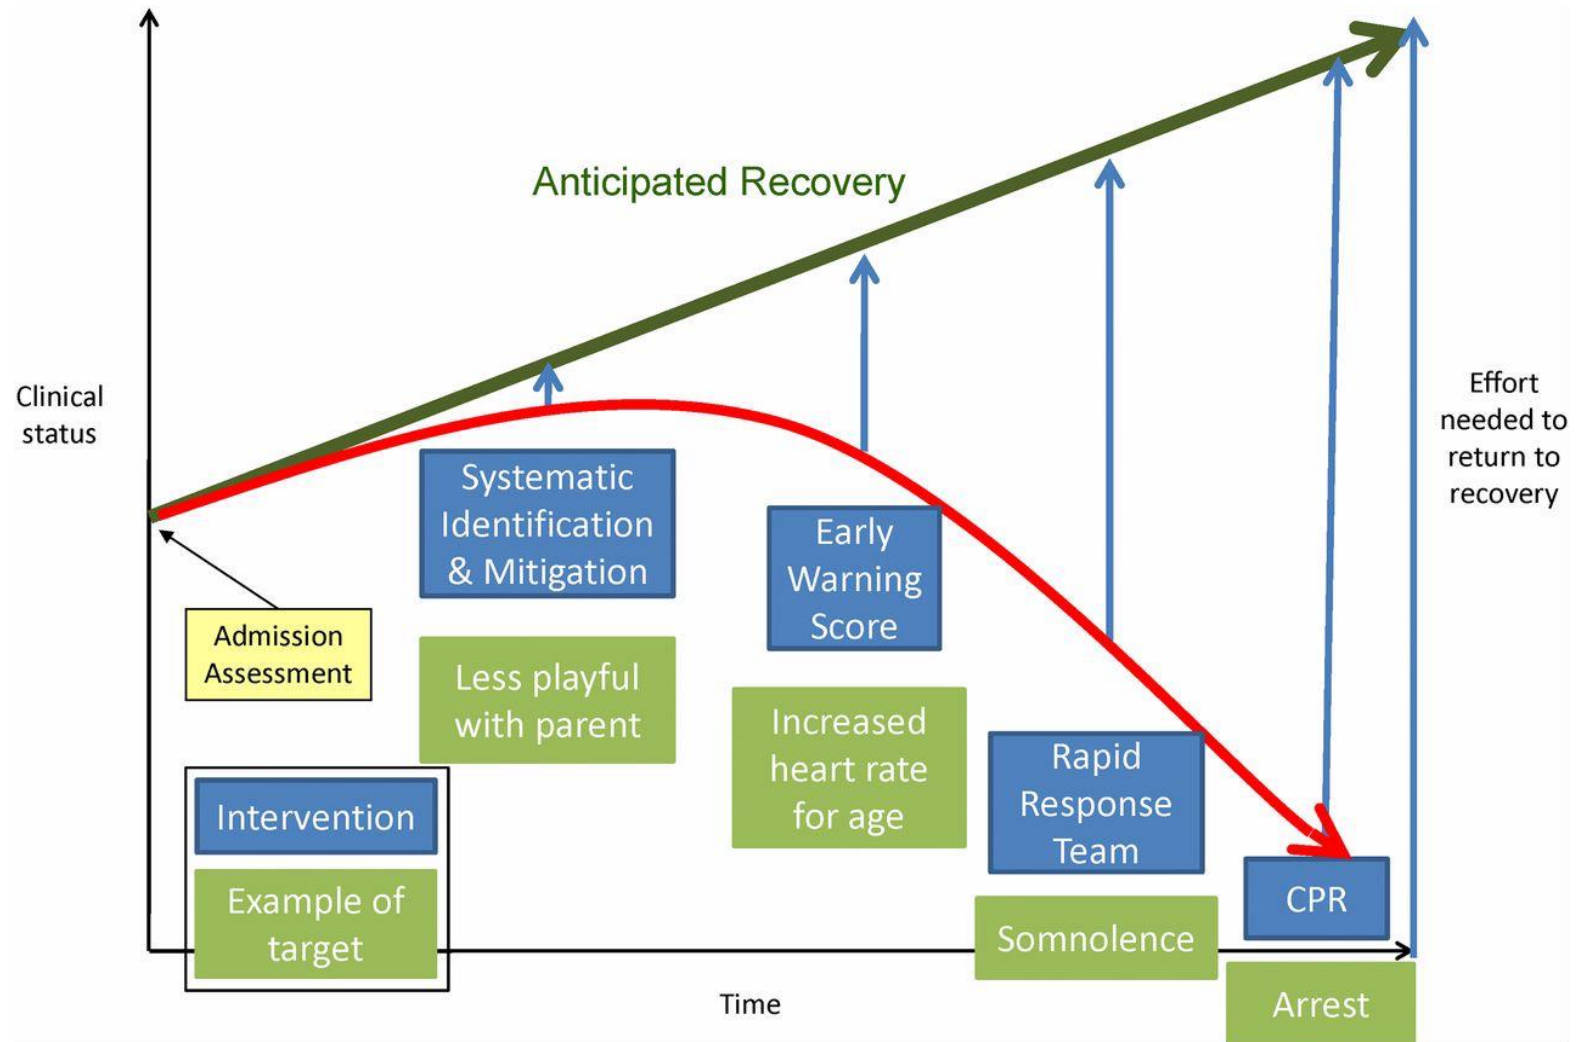 Anticipated Recovery
Clinical
status
Effort
needed to
return to
recovery
Systematic
Identification
& Mitigation
Early
Warning
Score
Admission
Assessment
Less playful
with parent
Increased
heart rate
for age
Rapid
Response
Team
Intervention
Example of
target
CPR
Somnolence
Arrest
Time